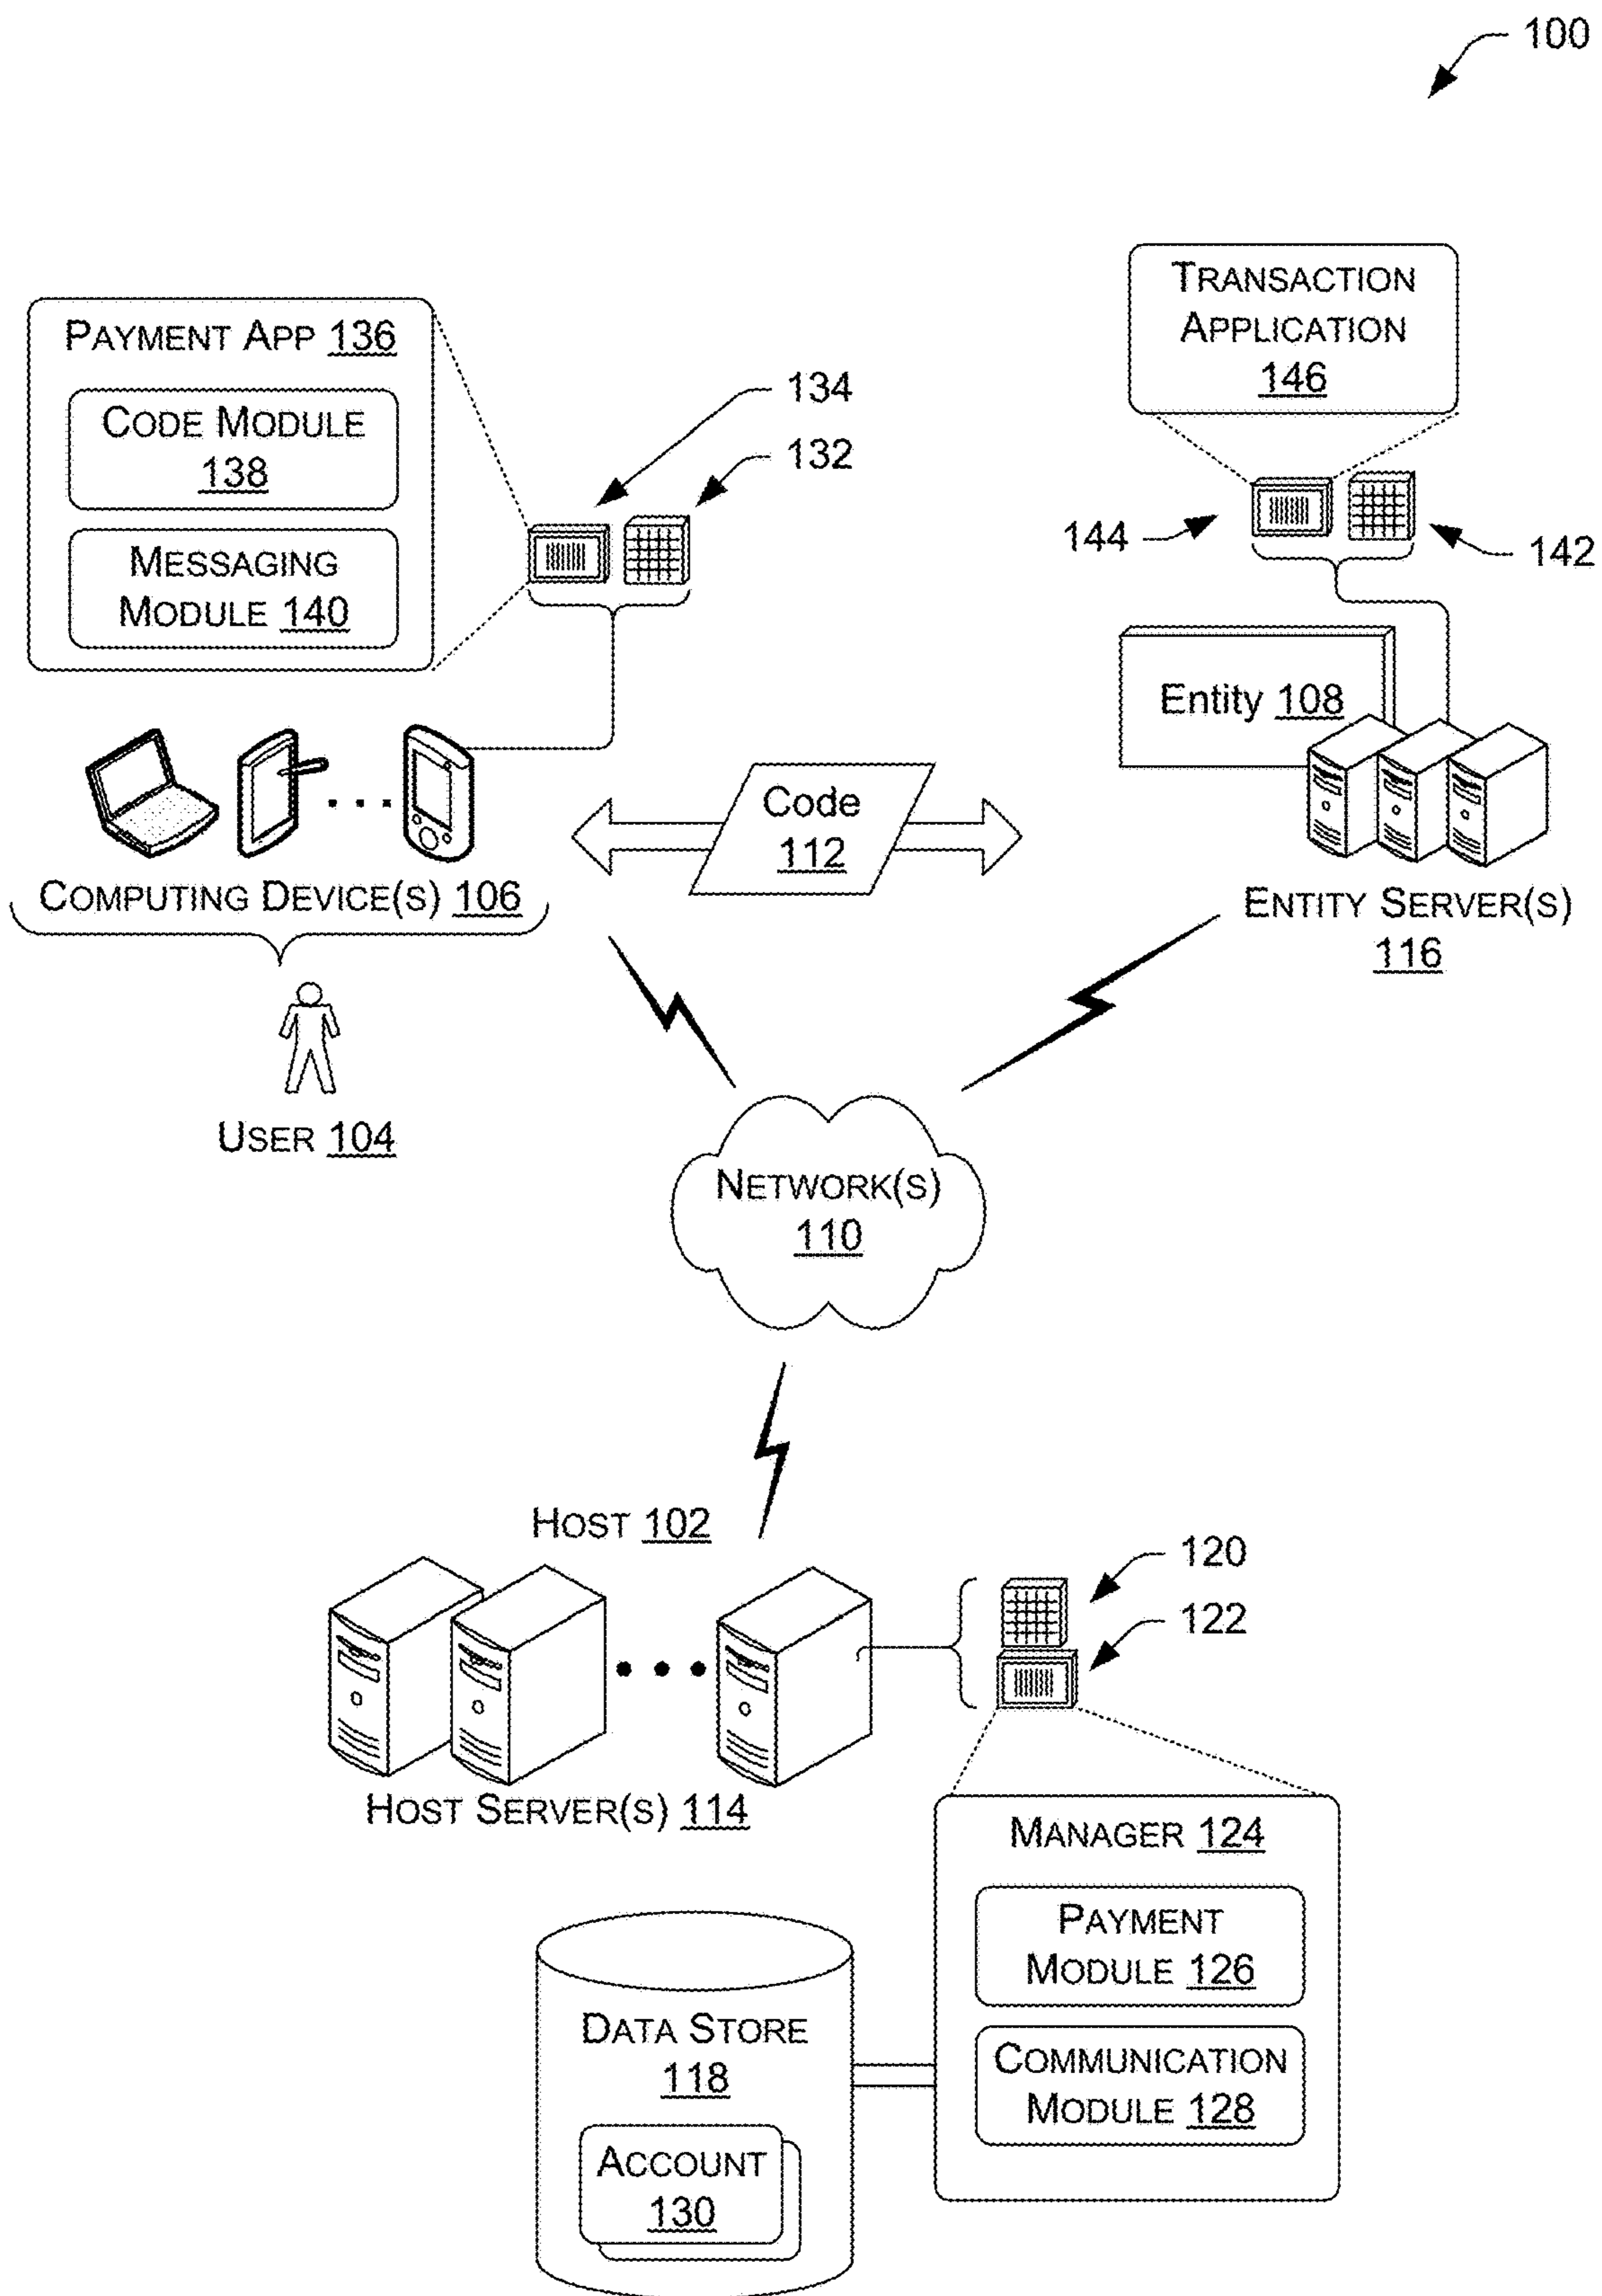 100
TRANSACTION
APPLICATION
146
PAYMENT APP 136
CODE MODULE
138
MESSAGING
MODULE 140
134
132
144
142
Entity 108
Code
112
COMPUTING DEVICE(S) 106
ENTITY SERVER(S)
116
USER 104
NETWORK(S)
110
HOST 102
120
122
HOST SERVER(S) 114
MANAGER 124
PAYMENT
MODULE 126
COMMUNICATION
MODULE 128
DATA STORE
118
ACCOUNT
130